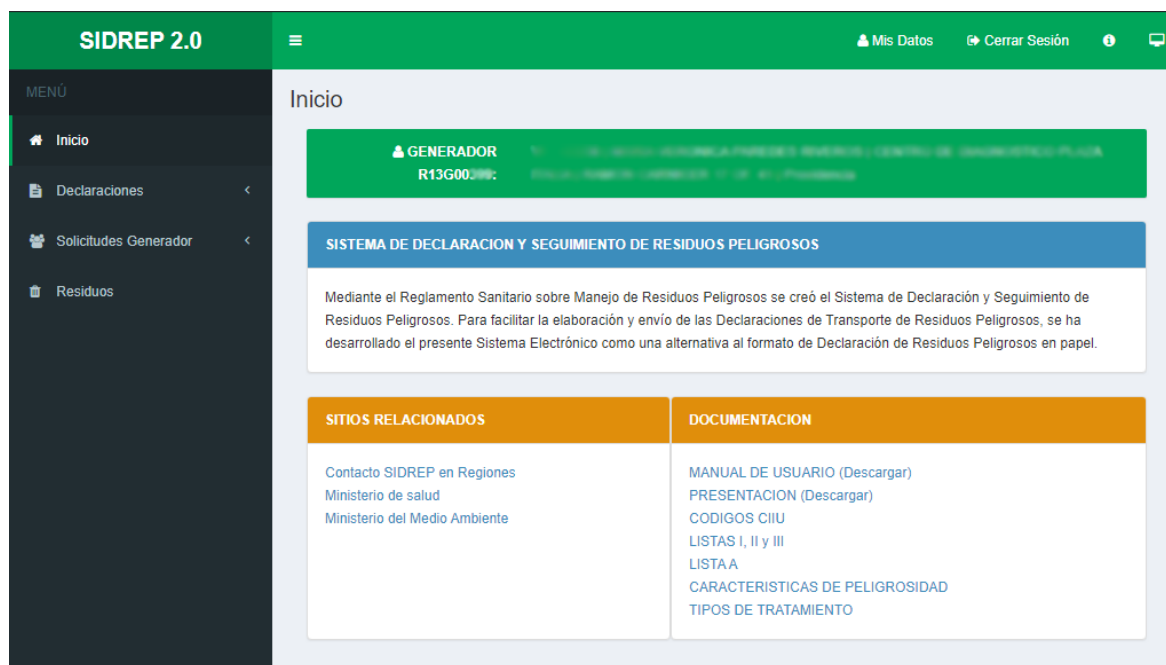 SIDREP 2.0
Mis Datos
Cerrar Sesión
MENÚ
Inicio
Declaraciones
Solicitudes Generador
Residuos
Inicio
GENERADOR
R13G00
SISTEMA DE DECLARACION Y SEGUIMIENTO DE RESIDUOS PELIGROSOS
Mediante el Reglamento Sanitario sobre Manejo de Residuos Peligrosos se creó el Sistema de Declaración y Seguimiento de
Residuos Peligrosos. Para facilitar la elaboración y envío de las Declaraciones de Transporte de Residuos Peligrosos, se ha
desarrollado el presente Sistema Electrónico como una alternativa al formato de Declaración de Residuos Peligrosos en papel.
SITIOS RELACIONADOS
Contacto SIDREP en Regiones
Ministerio de salud
Ministerio del Medio Ambiente
DOCUMENTACION
MANUAL DE USUARIO (Descargar)
PRESENTACION (Descargar)
CODIGOS CIIU
LISTAS I, II y III
LISTA A
CARACTERISTICAS DE PELIGROSIDAD
TIPOS DE TRATAMIENTO